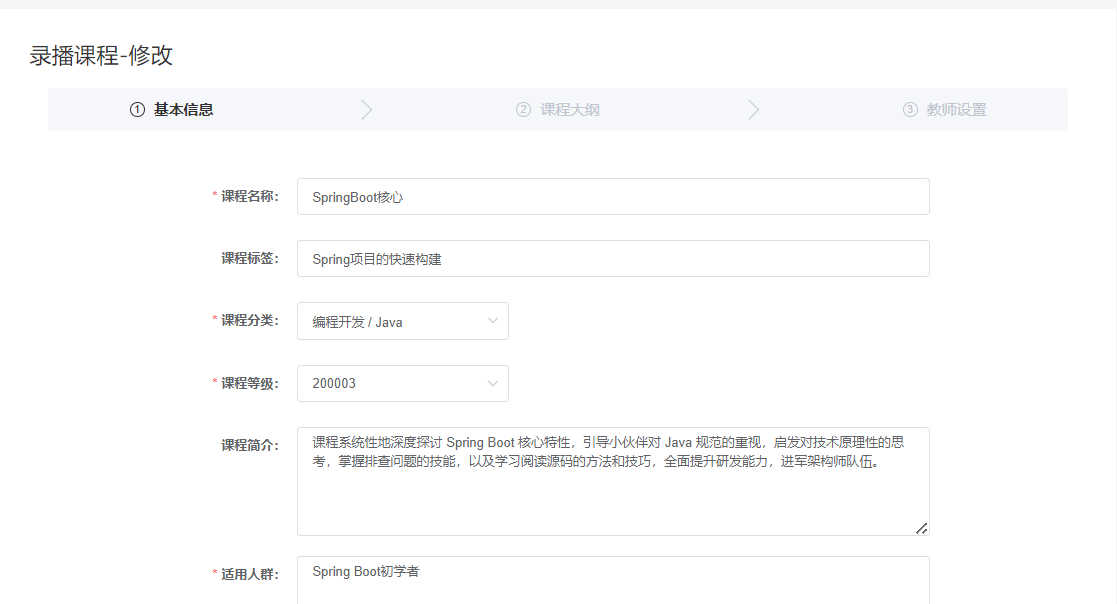 录播课程-修改
① 基本信息
② 课程大纲
③ 教师设置
* 课程名称：
SpringBoot核心
课程标签：
Spring项目的快速构建
* 课程分类：
编程开发 / Java
* 课程等级：
200003
课程简介：
课程系统性地深度探讨 Spring Boot 核心特性，引导小伙伴对 Java 规范的重视，启发对技术原理性的思
考，掌握排查问题的技能，以及学习阅读源码的方法和技巧，全面提升研发能力，进军架构师队伍。
* 适用人群：
Spring Boot初学者